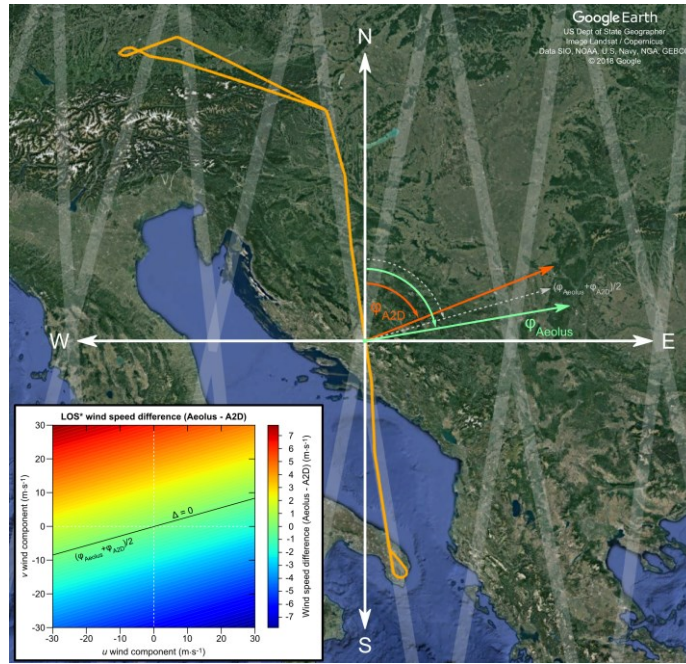 Google Earth
US Dept of State Geographer
Image Landsat / Copernicus
Data SIO, NOAA, U.S. Navy, NGA, GEBCO
© 2018 Google
N
(φAeolus+φA2D)/2
φA2D
φAeolus
W
E
S
LOS* wind speed difference (Aeolus - A2D)
30
20
10
0
-10
-20
-30
v wind component (m·s-1)
Δ = 0
(φAeolus+φA2D)/2
-30 -20 -10 0 10 20 30
u wind component (m·s-1)
7
6
5
4
3
2
1
0
-1
-2
-3
-4
-5
-6
-7
Wind speed difference (Aeolus - A2D) (m·s-1)